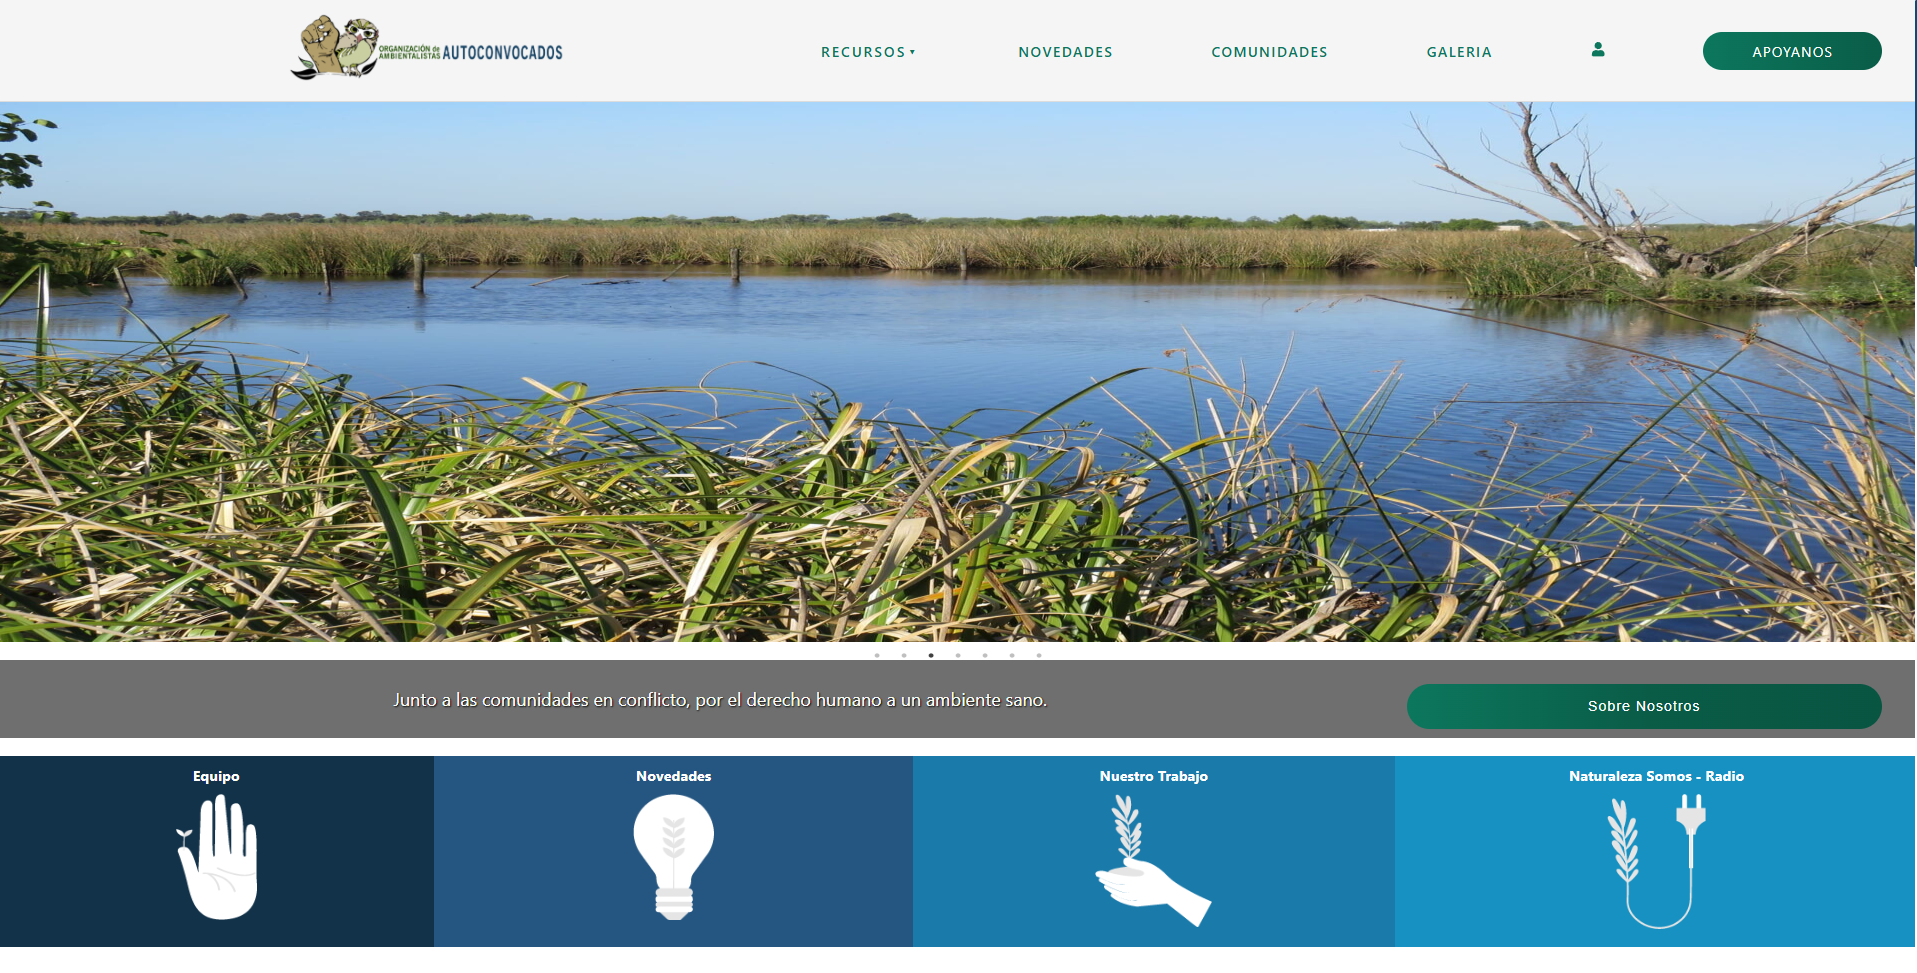 ORGANIZACIÓN de
AMBIENTALISTAS AUTOCONVOCADOS
RECURSOS ▾
NOVEDADES
COMUNIDADES
GALERIA
APOYANOS
Junto a las comunidades en conflicto, por el derecho humano a un ambiente sano.
Sobre Nosotros
Equipo
Novedades
Nuestro Trabajo
Naturaleza Somos - Radio